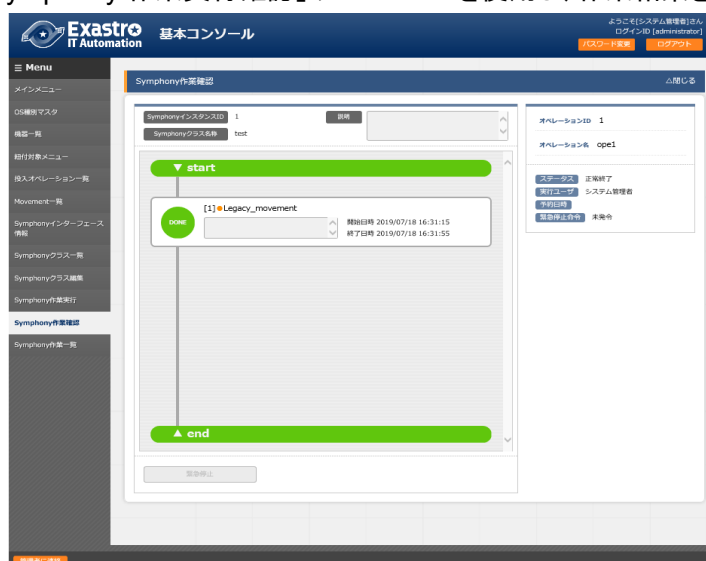 Exastro
IT Automation
基本コンソール
ようこそ[システム管理者]さん
ログインID [administrator]
パスワード変更
ログアウト
≡ Menu
メインメニュー
OS種別マスタ
機器一覧
紐付対象メニュー
投入オペレーション一覧
Movement一覧
Symphonyインターフェース
情報
Symphonyクラス一覧
Symphonyクラス編集
Symphony作業実行
Symphony作業確認
Symphony作業一覧
Symphony作業確認
△閉じる
SymphonyインスタンスID 1
説明
Symphonyクラス名称 test
▼ start
DONE
[1]●Legacy_movement
開始日時 2019/07/18 16:31:15
終了日時 2019/07/18 16:31:55
▲ end
緊急停止
オペレーションID 1
オペレーション名 ope1
ステータス 正常終了
実行ユーザ システム管理者
予約日時
緊急停止命令 未発令